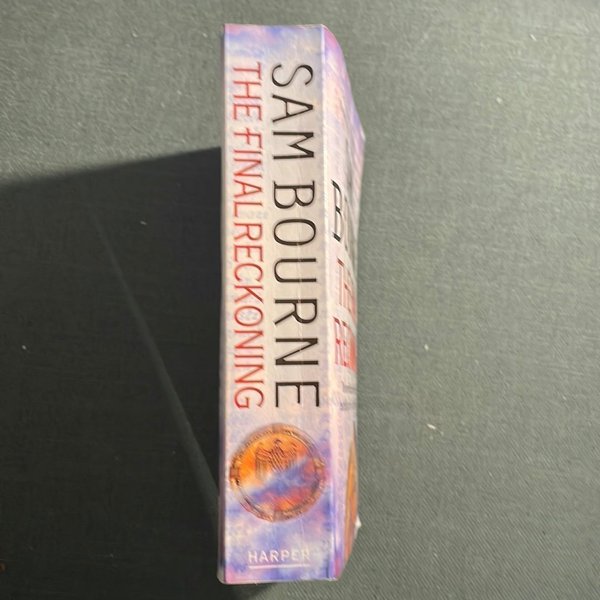 SAM BOURNE
THE FINAL RECKONING
HARPER